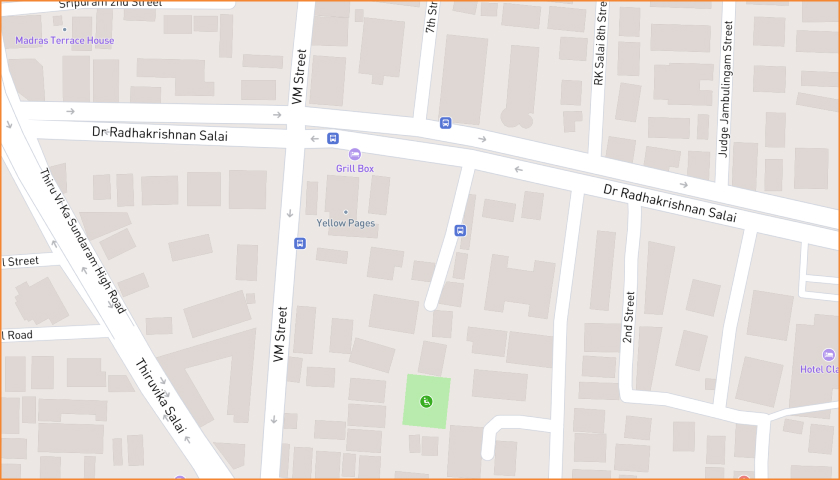 Sripuram 2nd Street
Madras Terrace House
7th Str
VM Street
RK Salai 8th Stre
Judge Jambulingam Street
Dr Radhakrishnan Salai
Grill Box
Thiru Vi Ka Sundaram High Road
Yellow Pages
Dr Radhakrishnan Salai
l Street
2nd Street
VM Street
l Road
Thiruvika Salai
Hotel Cla